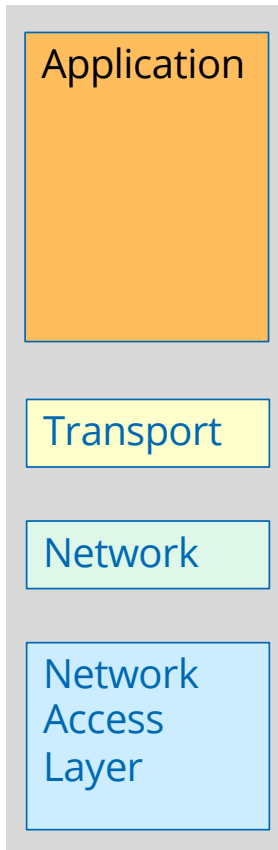 Application
Transport
Network
Network
Access
Layer